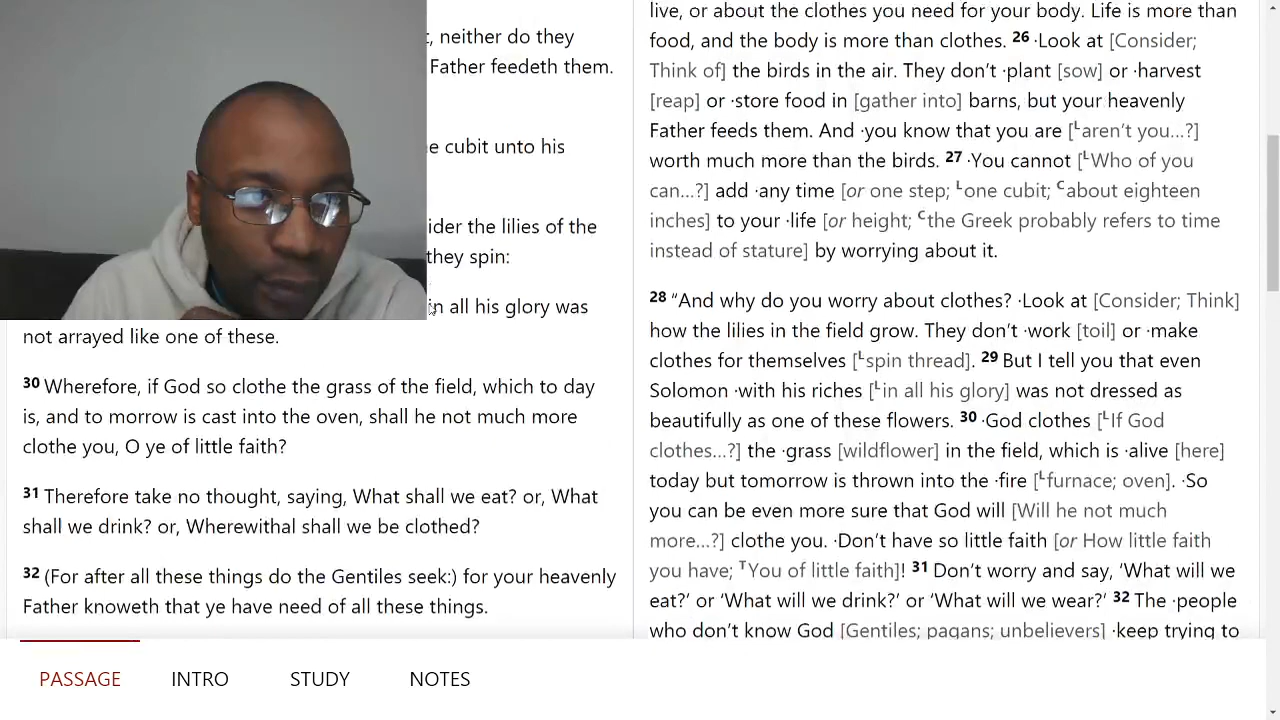 t, neither do they
Father feedeth them.
e cubit unto his
ider the lilies of the
they spin:
in all his glory was
not arrayed like one of these.
30 Wherefore, if God so clothe the grass of the field, which to day
is, and to morrow is cast into the oven, shall he not much more
clothe you, O ye of little faith?
31 Therefore take no thought, saying, What shall we eat? or, What
shall we drink? or, Wherewithal shall we be clothed?
32 (For after all these things do the Gentiles seek:) for your heavenly
Father knoweth that ye have need of all these things.
live, or about the clothes you need for your body. Life is more than
food, and the body is more than clothes. 26 ·Look at [Consider;
Think of] the birds in the air. They don’t ·plant [sow] or ·harvest
[reap] or ·store food in [gather into] barns, but your heavenly
Father feeds them. And ·you know that you are [Laren’t you…?]
worth much more than the birds. 27 ·You cannot [LWho of you
can…?] add ·any time [or one step; Lone cubit; Cabout eighteen
inches] to your ·life [or height; Cthe Greek probably refers to time
instead of stature] by worrying about it.
28 “And why do you worry about clothes? ·Look at [Consider; Think]
how the lilies in the field grow. They don’t ·work [toil] or ·make
clothes for themselves [Lspin thread]. 29 But I tell you that even
Solomon ·with his riches [Lin all his glory] was not dressed as
beautifully as one of these flowers. 30 ·God clothes [LIf God
clothes…?] the ·grass [wildflower] in the field, which is ·alive [here]
today but tomorrow is thrown into the ·fire [Lfurnace; oven]. ·So
you can be even more sure that God will [Will he not much
more…?] clothe you. ·Don’t have so little faith [or How little faith
you have; TYou of little faith]! 31 Don’t worry and say, ‘What will we
eat?’ or ‘What will we drink?’ or ‘What will we wear?’ 32 The ·people
who don’t know God [Gentiles; pagans; unbelievers] ·keep trying to
PASSAGE INTRO STUDY NOTES